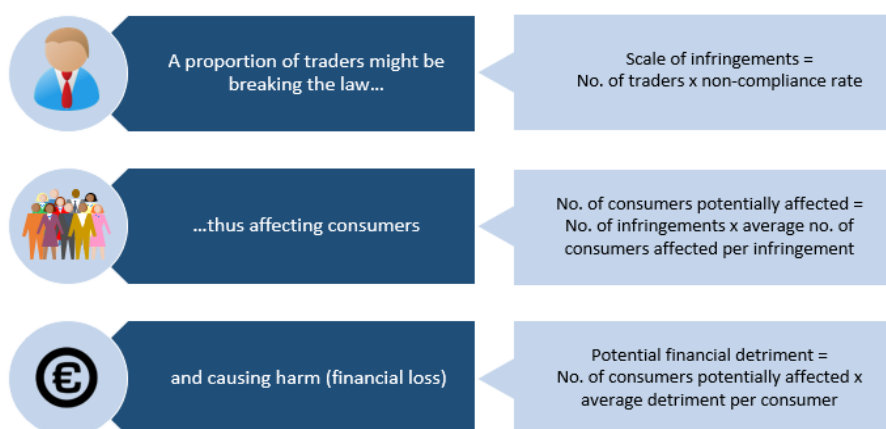 A proportion of traders might be
breaking the law...
Scale of infringements =
No. of traders x non-compliance rate
...thus affecting consumers
No. of consumers potentially affected =
No. of infringements x average no. of
consumers affected per infringement
€
and causing harm (financial loss)
Potential financial detriment =
No. of consumers potentially affected x
average detriment per consumer